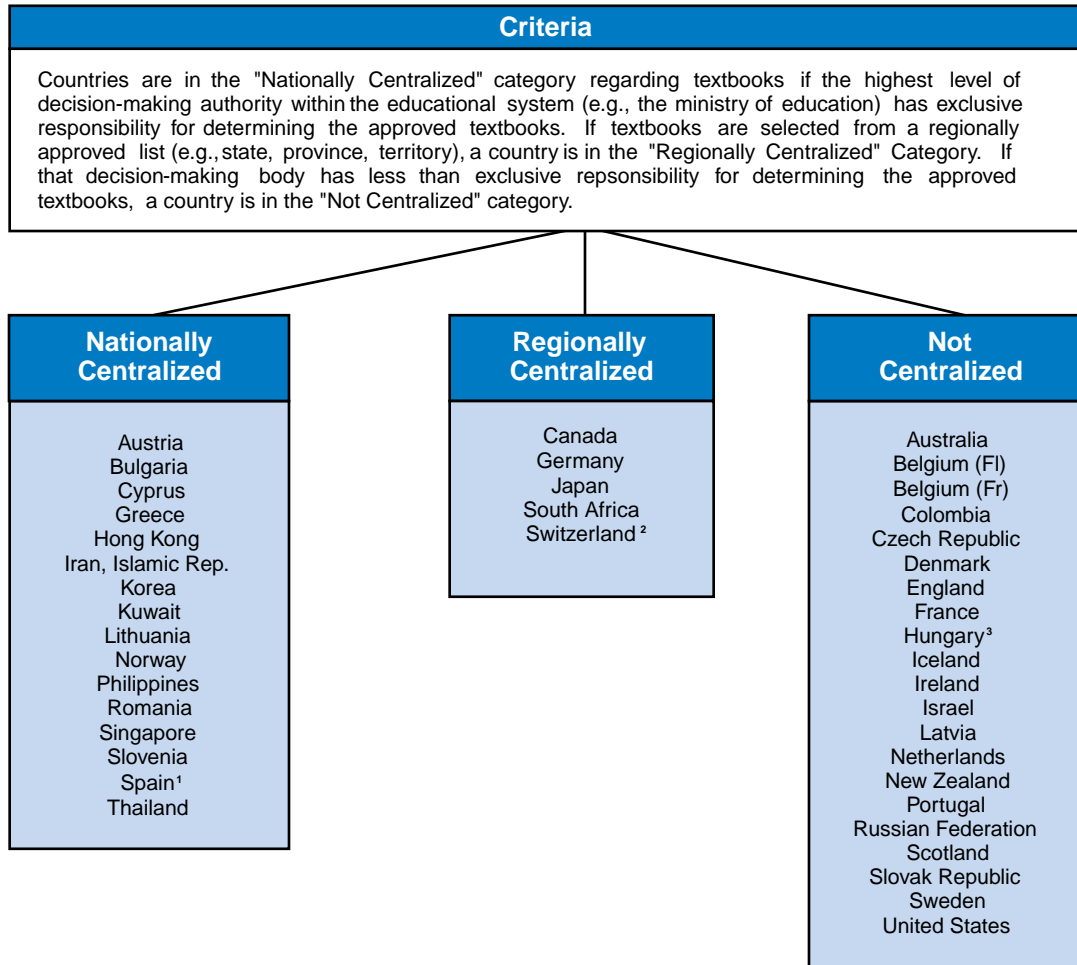 Criteria
Countries are in the "Nationally Centralized" category regarding textbooks if the highest level of
decision-making authority within the educational system (e.g., the ministry of education) has exclusive
responsibility for determining the approved textbooks. If textbooks are selected from a regionally
approved list (e.g., state, province, territory), a country is in the "Regionally Centralized" Category. If
that decision-making body has less than exclusive repsonsibility for determining the approved
textbooks, a country is in the "Not Centralized" category.
Nationally
Centralized
Austria
Bulgaria
Cyprus
Greece
Hong Kong
Iran, Islamic Rep.
Korea
Kuwait
Lithuania
Norway
Philippines
Romania
Singapore
Slovenia
Spain¹
Thailand
Regionally
Centralized
Canada
Germany
Japan
South Africa
Switzerland ²
Not
Centralized
Australia
Belgium (Fl)
Belgium (Fr)
Colombia
Czech Republic
Denmark
England
France
Hungary³
Iceland
Ireland
Israel
Latvia
Netherlands
New Zealand
Portugal
Russian Federation
Scotland
Slovak Republic
Sweden
United States